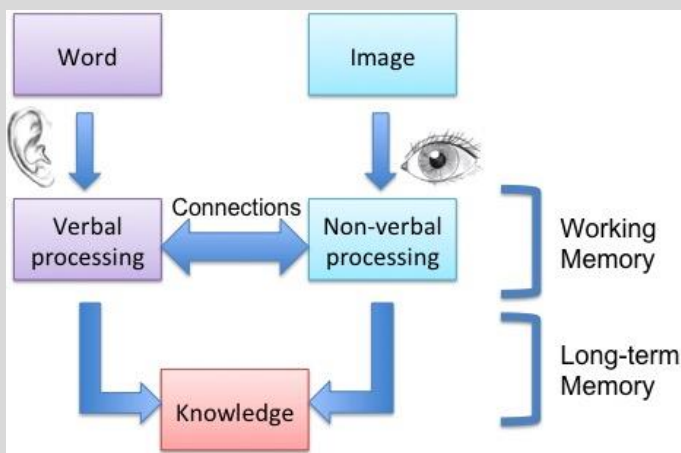 Word
Image
Connections
Verbal
processing
Non-verbal
processing
Working
Memory
Knowledge
Long-term
Memory